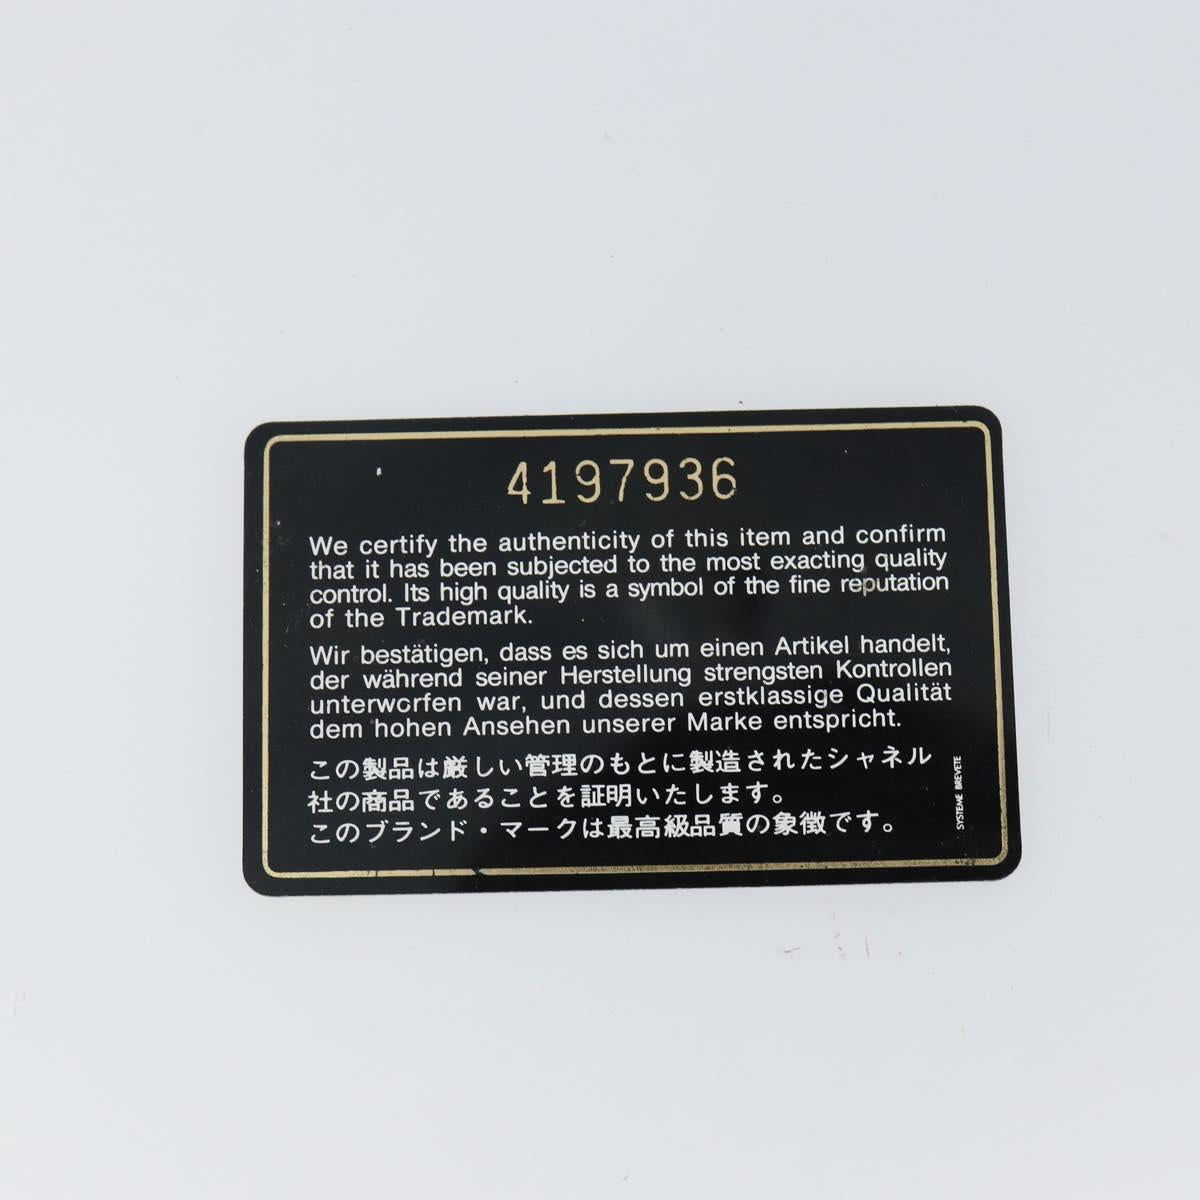 4197936
We certify the authenticity of this item and confirm
that it has been subjected to the most exacting quality
control. Its high quality is a symbol of the fine reputation
of the Trademark.
Wir bestätigen, dass es sich um einen Artikel handelt,
der während seiner Herstellung strengsten Kontrollen
unterworfen war, und dessen erstklassige Qualität
dem hohen Ansehen unserer Marke entspricht.
この製品は厳しい管理のもとに製造されたシャネル
社の商品であることを証明いたします。
このブランド・マークは最高級品質の象徴です。
SYSTEME BREVETE